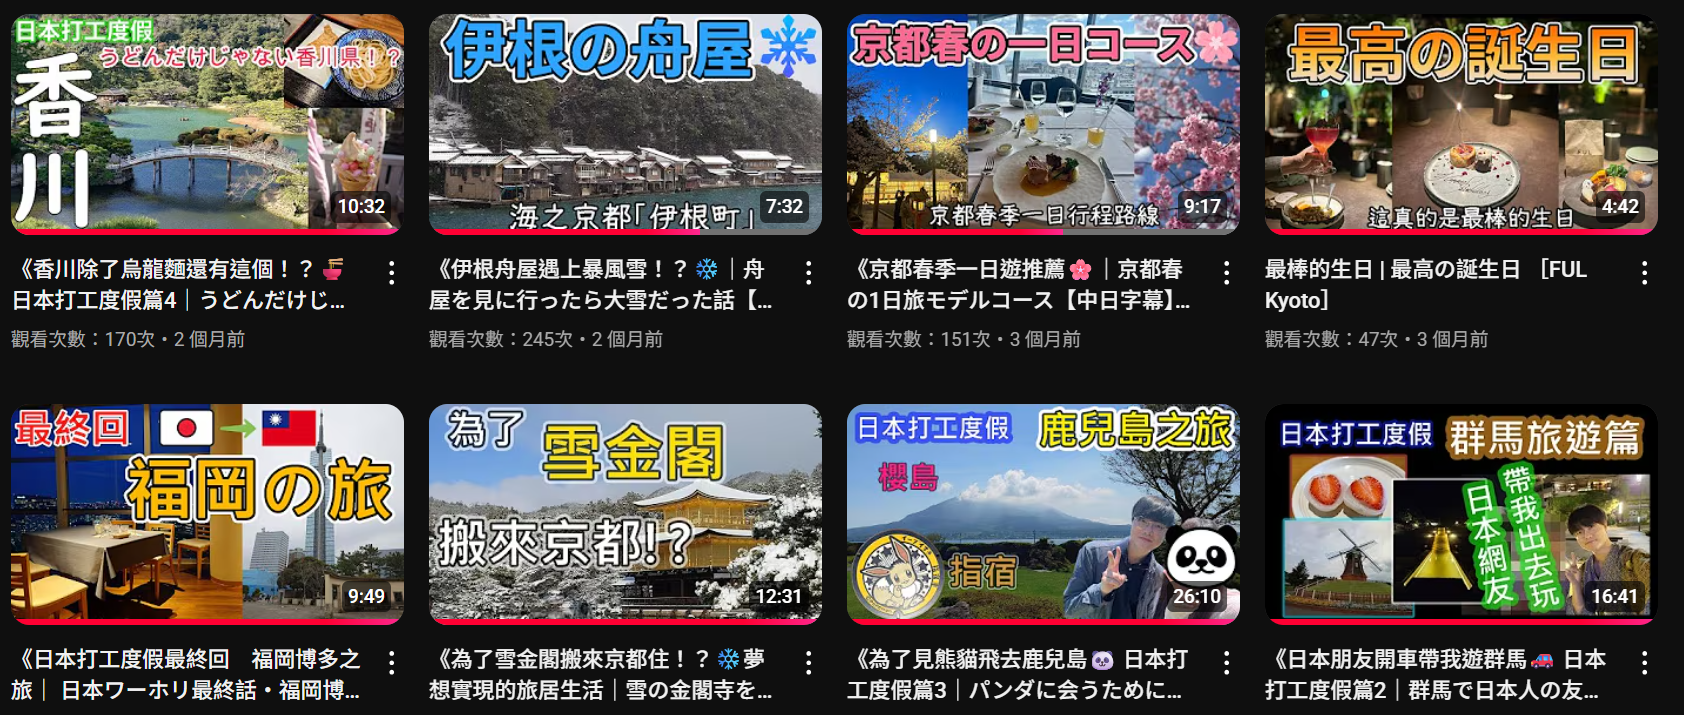 日本打工度假
うどんだけじゃない香川県！？
香川
10:32
《香川除了烏龍麵還有這個！？🍜
日本打工度假篇4｜うどんだけじ...
觀看次數：170次・2 個月前
伊根の舟屋❄️
海之京都「伊根町」
7:32
《伊根舟屋遇上暴風雪！？❄️｜舟
屋を見に行ったら大雪だった話【...
觀看次數：245次・2 個月前
京都春の一日コース🌸
京都春季一日行程路線
9:17
《京都春季一日遊推薦🌸｜京都春
の1日旅モデルコース【中日字幕】...
觀看次數：151次・3 個月前
最高の誕生日
這真的是最棒的生日
4:42
最棒的生日 | 最高の誕生日 ［FUL
Kyoto］
觀看次數：47次・3 個月前
最終回
福岡の旅
9:49
《日本打工度假最終回　福岡博多之
旅｜ 日本ワーホリ最終話・福岡博...
為了
雪金閣
搬來京都!?
12:31
《為了雪金閣搬來京都住！？❄️夢
想實現的旅居生活｜雪の金閣寺を...
日本打工度假
鹿兒島之旅
櫻島
指宿
26:10
《為了見熊貓飛去鹿兒島🐼 日本打
工度假篇3｜パンダに会うために...
日本打工度假
群馬旅遊篇
日本網友
帶我出去玩
16:41
《日本朋友開車帶我遊群馬🚗 日本
打工度假篇2｜群馬で日本人の友...